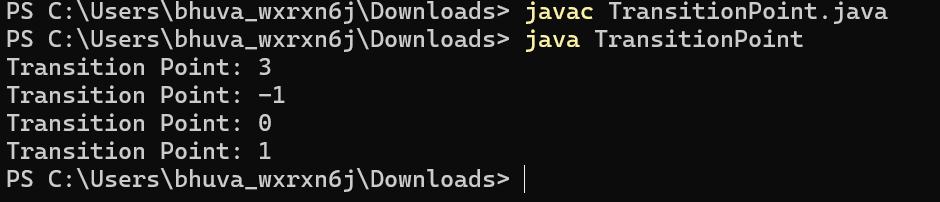 PS C:\Users\bhuva_wxrxn6j\Downloads> javac TransitionPoint.java
PS C:\Users\bhuva_wxrxn6j\Downloads> java TransitionPoint
Transition Point: 3
Transition Point: -1
Transition Point: 0
Transition Point: 1
PS C:\Users\bhuva_wxrxn6j\Downloads>